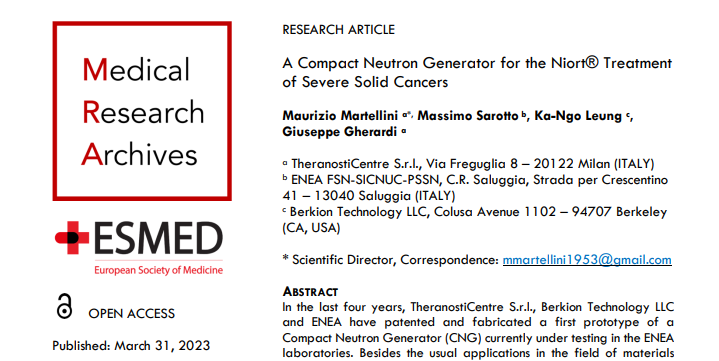 Medical
Research
Archives
ESMED
European Society of Medicine
OPEN ACCESS
Published: March 31, 2023
RESEARCH ARTICLE
A Compact Neutron Generator for the Niort® Treatment
of Severe Solid Cancers
Maurizio Martellini a*, Massimo Sarotto b, Ka-Ngo Leung c,
Giuseppe Gherardi a
a TheranostiCentre S.r.l., Via Freguglia 8 – 20122 Milan (ITALY)
b ENEA FSN-SICNUC-PSSN, C.R. Saluggia, Strada per Crescentino
41 – 13040 Saluggia (ITALY)
c Berkion Technology LLC, Colusa Avenue 1102 – 94707 Berkeley
(CA, USA)
* Scientific Director, Correspondence: mmartellini1953@gmail.com
ABSTRACT
In the last four years, TheranostiCentre S.r.l., Berkion Technology LLC
and ENEA have patented and fabricated a first prototype of a
Compact Neutron Generator (CNG) currently under testing in the ENEA
laboratories. Besides the usual applications in the field of materials